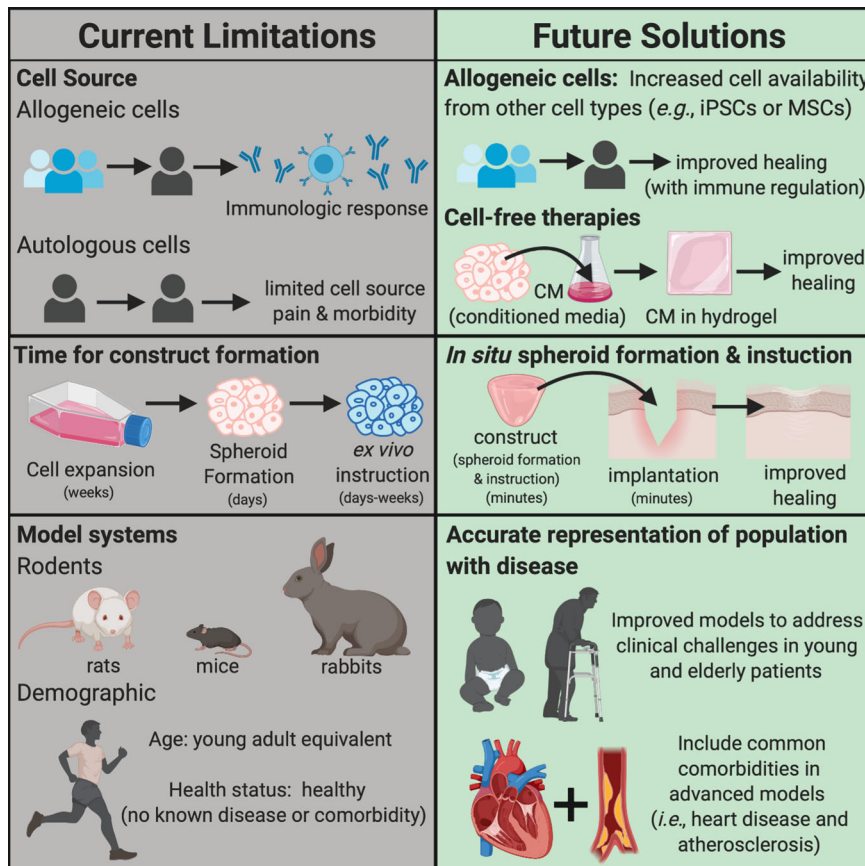 Current Limitations
Cell Source
Allogeneic cells
Immunologic response
Autologous cells
limited cell source
pain & morbidity
Future Solutions
Allogeneic cells: Increased cell availability
from other cell types (e.g., iPSCs or MSCs)
improved healing
(with immune regulation)
Cell-free therapies
CM
(conditioned media)
CM in hydrogel
improved
healing
Time for construct formation
Cell expansion
(weeks)
Spheroid
Formation
(days)
ex vivo
instruction
(days-weeks)
In situ spheroid formation & instuction
construct
(spheroid formation
& instruction)
(minutes)
implantation
(minutes)
improved
healing
Model systems
Rodents
rats
mice
rabbits
Demographic
Age: young adult equivalent
Health status: healthy
(no known disease or comorbidity)
Accurate representation of population
with disease
Improved models to address
clinical challenges in young
and elderly patients
Include common
comorbidities in
advanced models
(i.e., heart disease and
atherosclerosis)